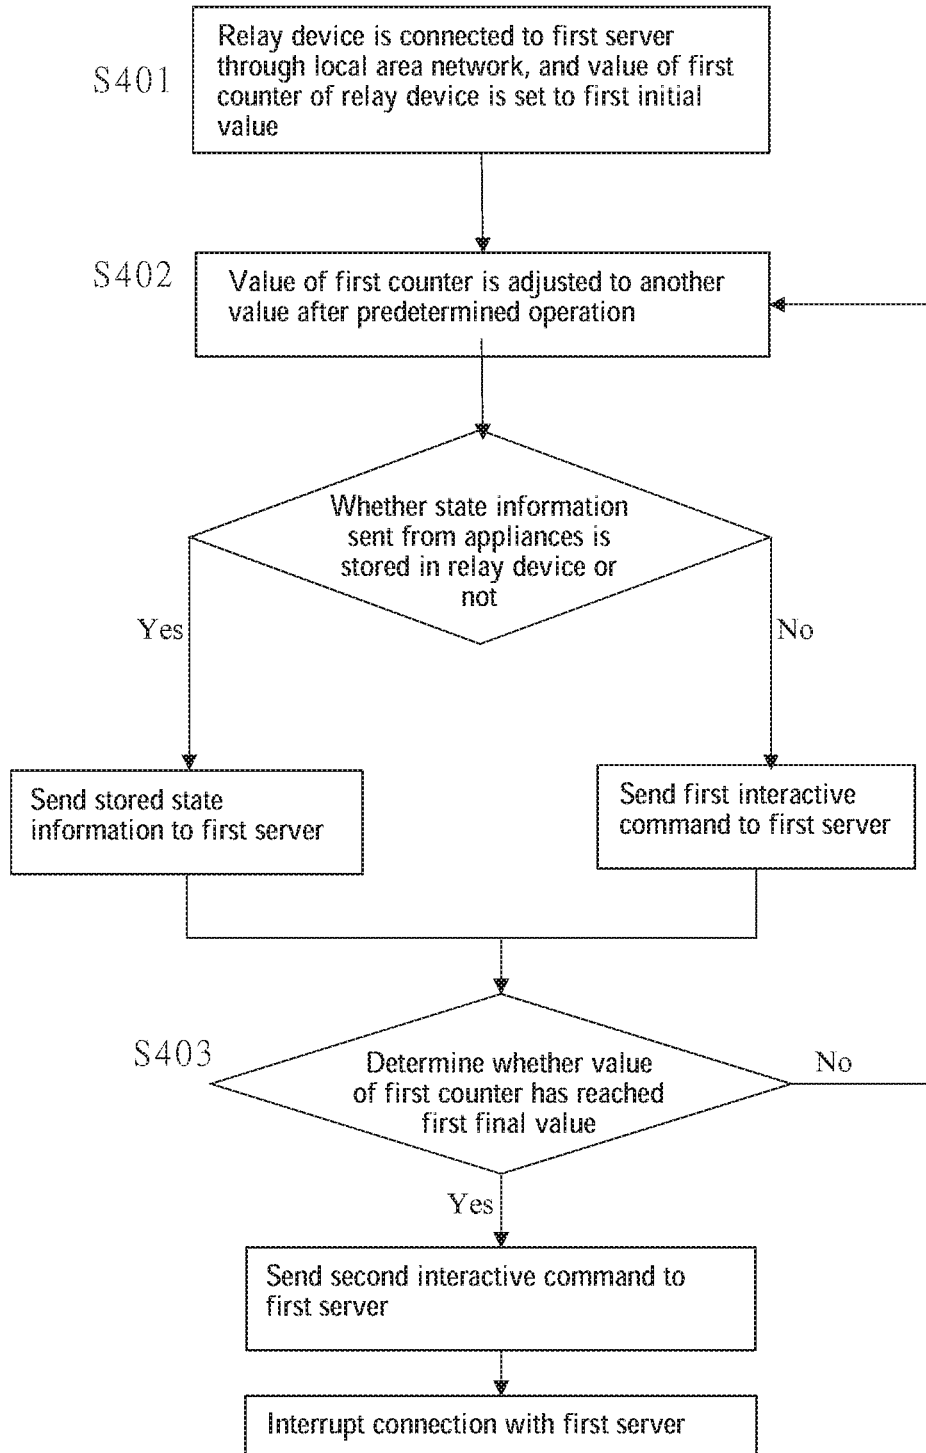 S401
Relay device is connected to first server
through local area network, and value of first
counter of relay device is set to first initial
value
S402
Value of first counter is adjusted to another
value after predetermined operation
Whether state information
sent from appliances is
stored in relay device or
not
Yes
No
Send stored state
information to first server
Send first interactive
command to first server
S403
Determine whether value
of first counter has reached
first final value
No
Yes
Send second interactive command to
first server
Interrupt connection with first server